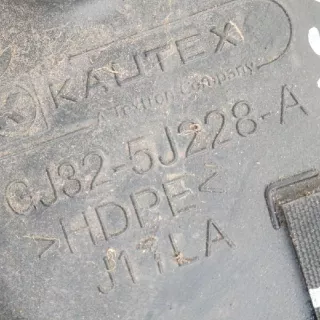 KAUTEX
A Textron Company
GJ32-5J228-A
>HDPE<
J11LA